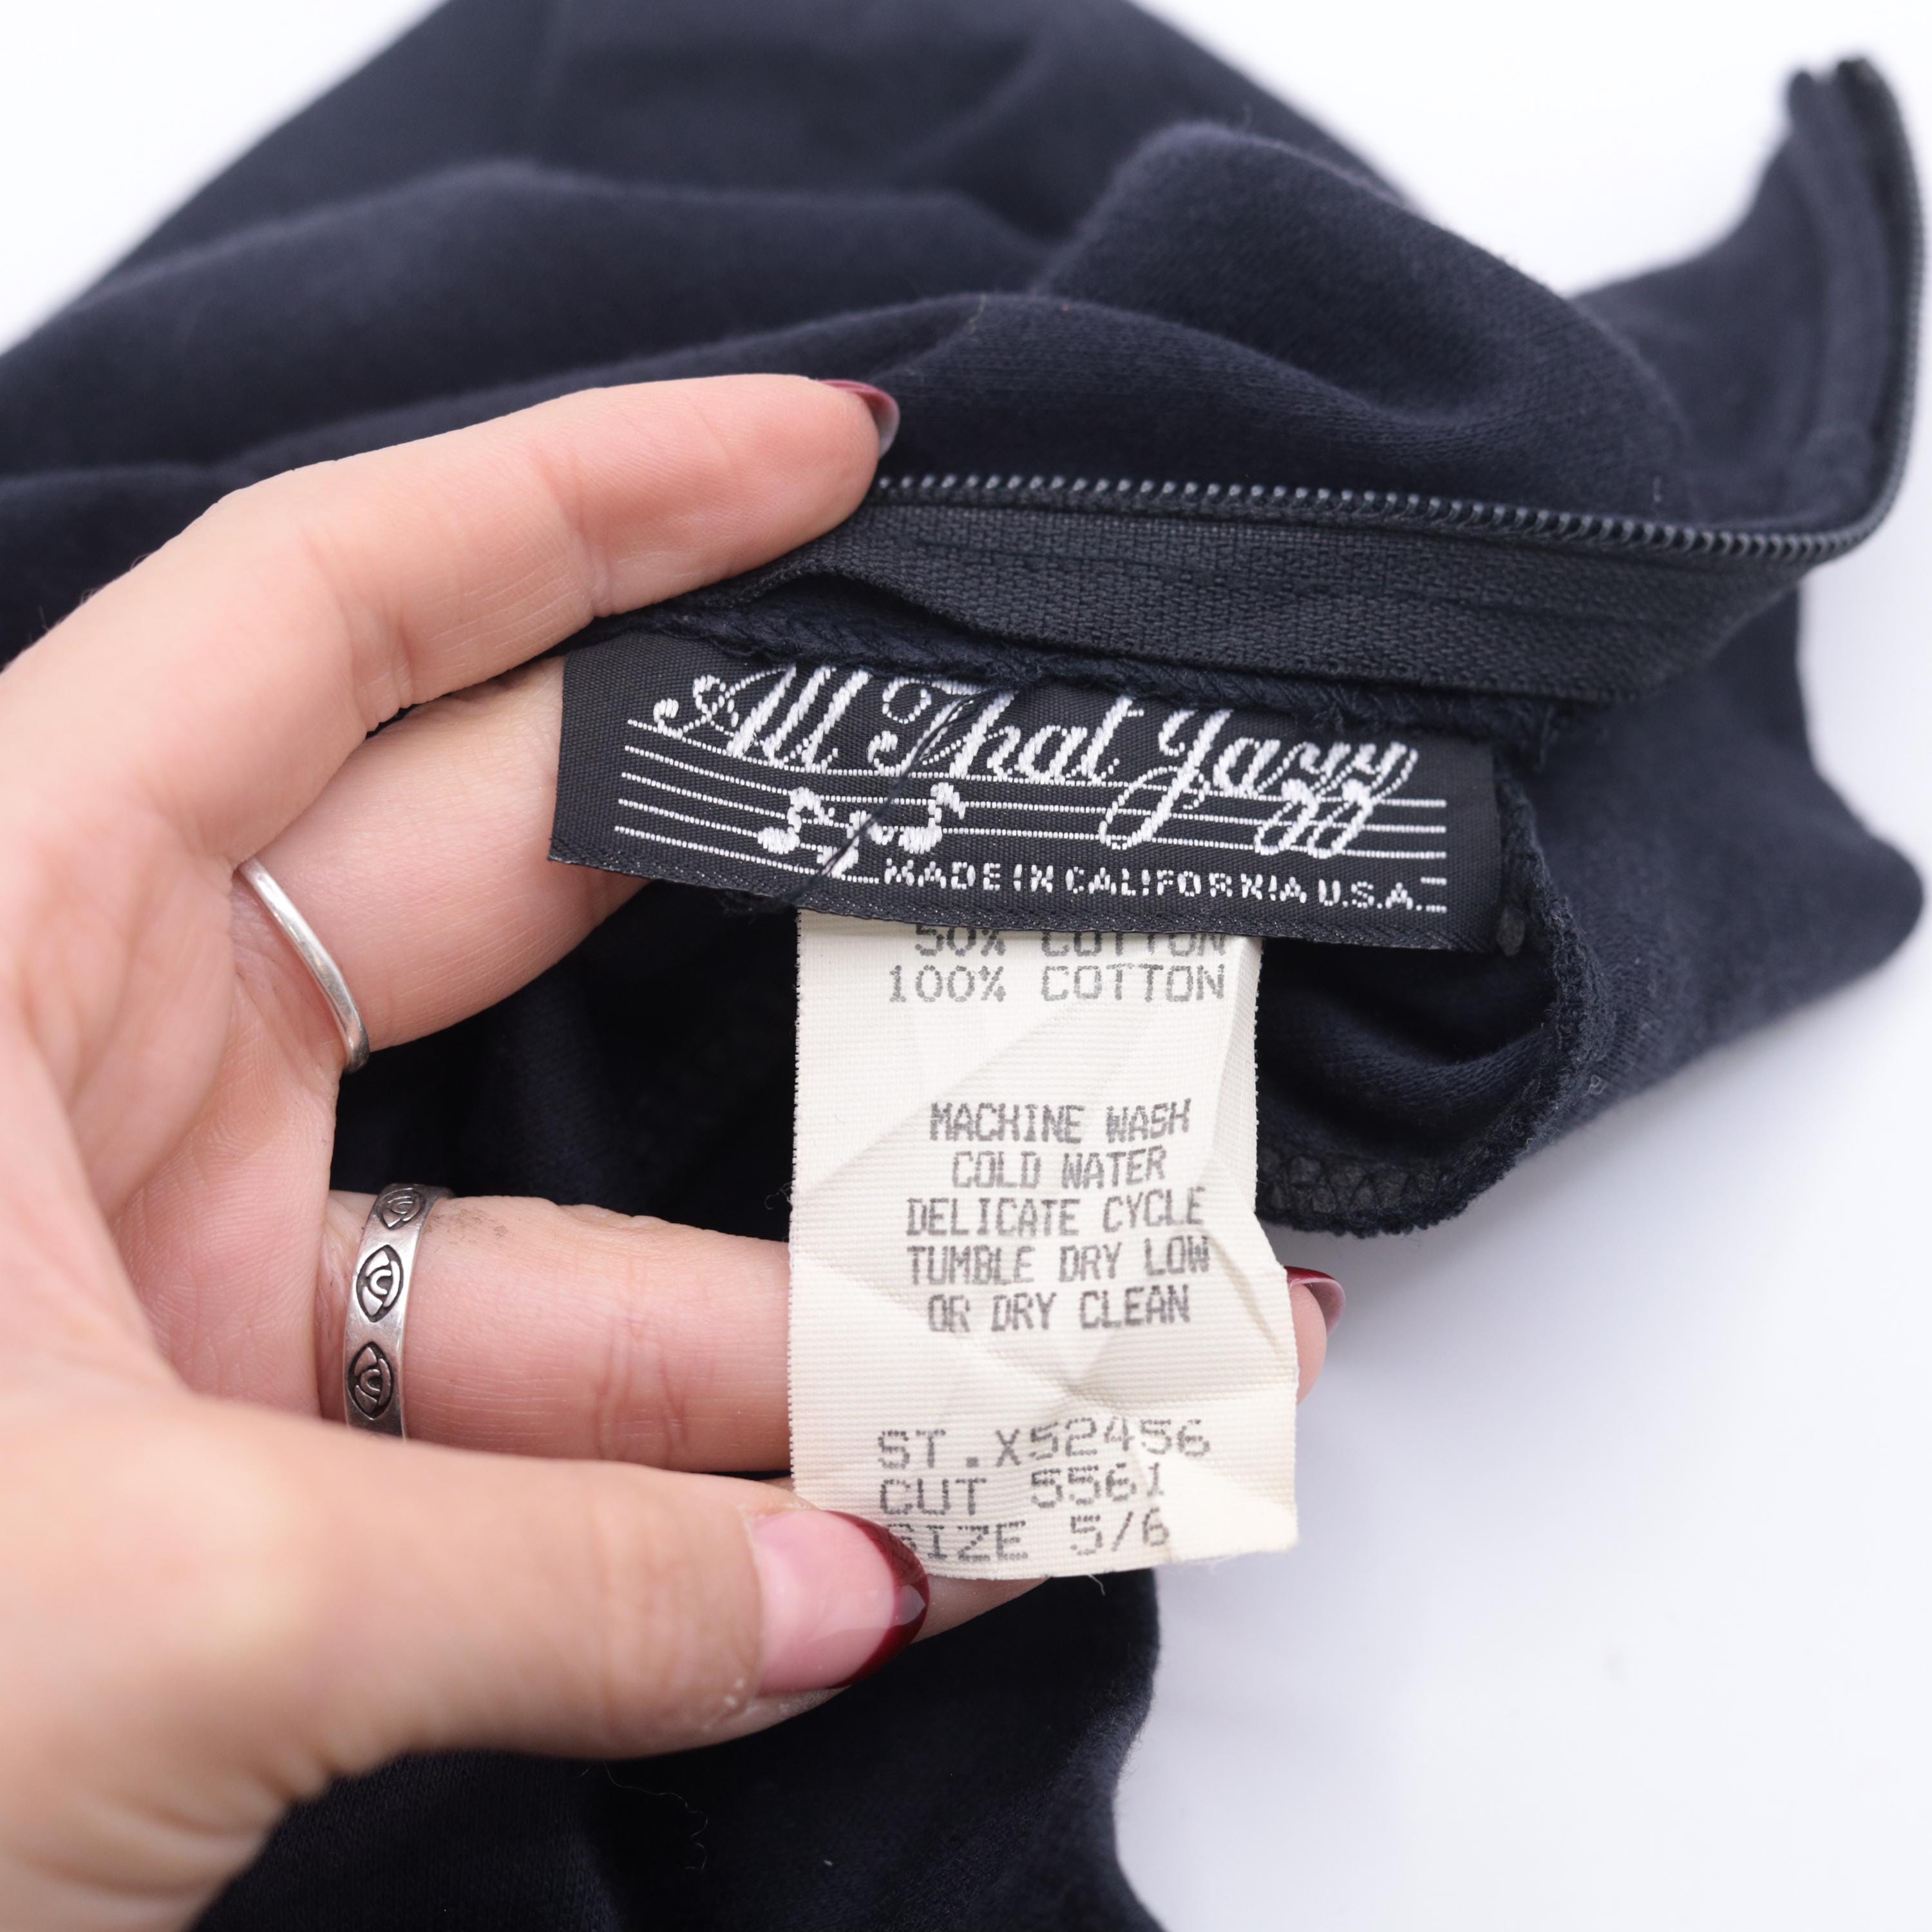 All That Jazz
MADE IN CALIFORNIA U.S.A.
50% COTTON
100% COTTON
MACHINE WASH
COLD WATER
DELICATE CYCLE
TUMBLE DRY LOW
OR DRY CLEAN
ST.X52456
CUT 5561
SIZE 5/6